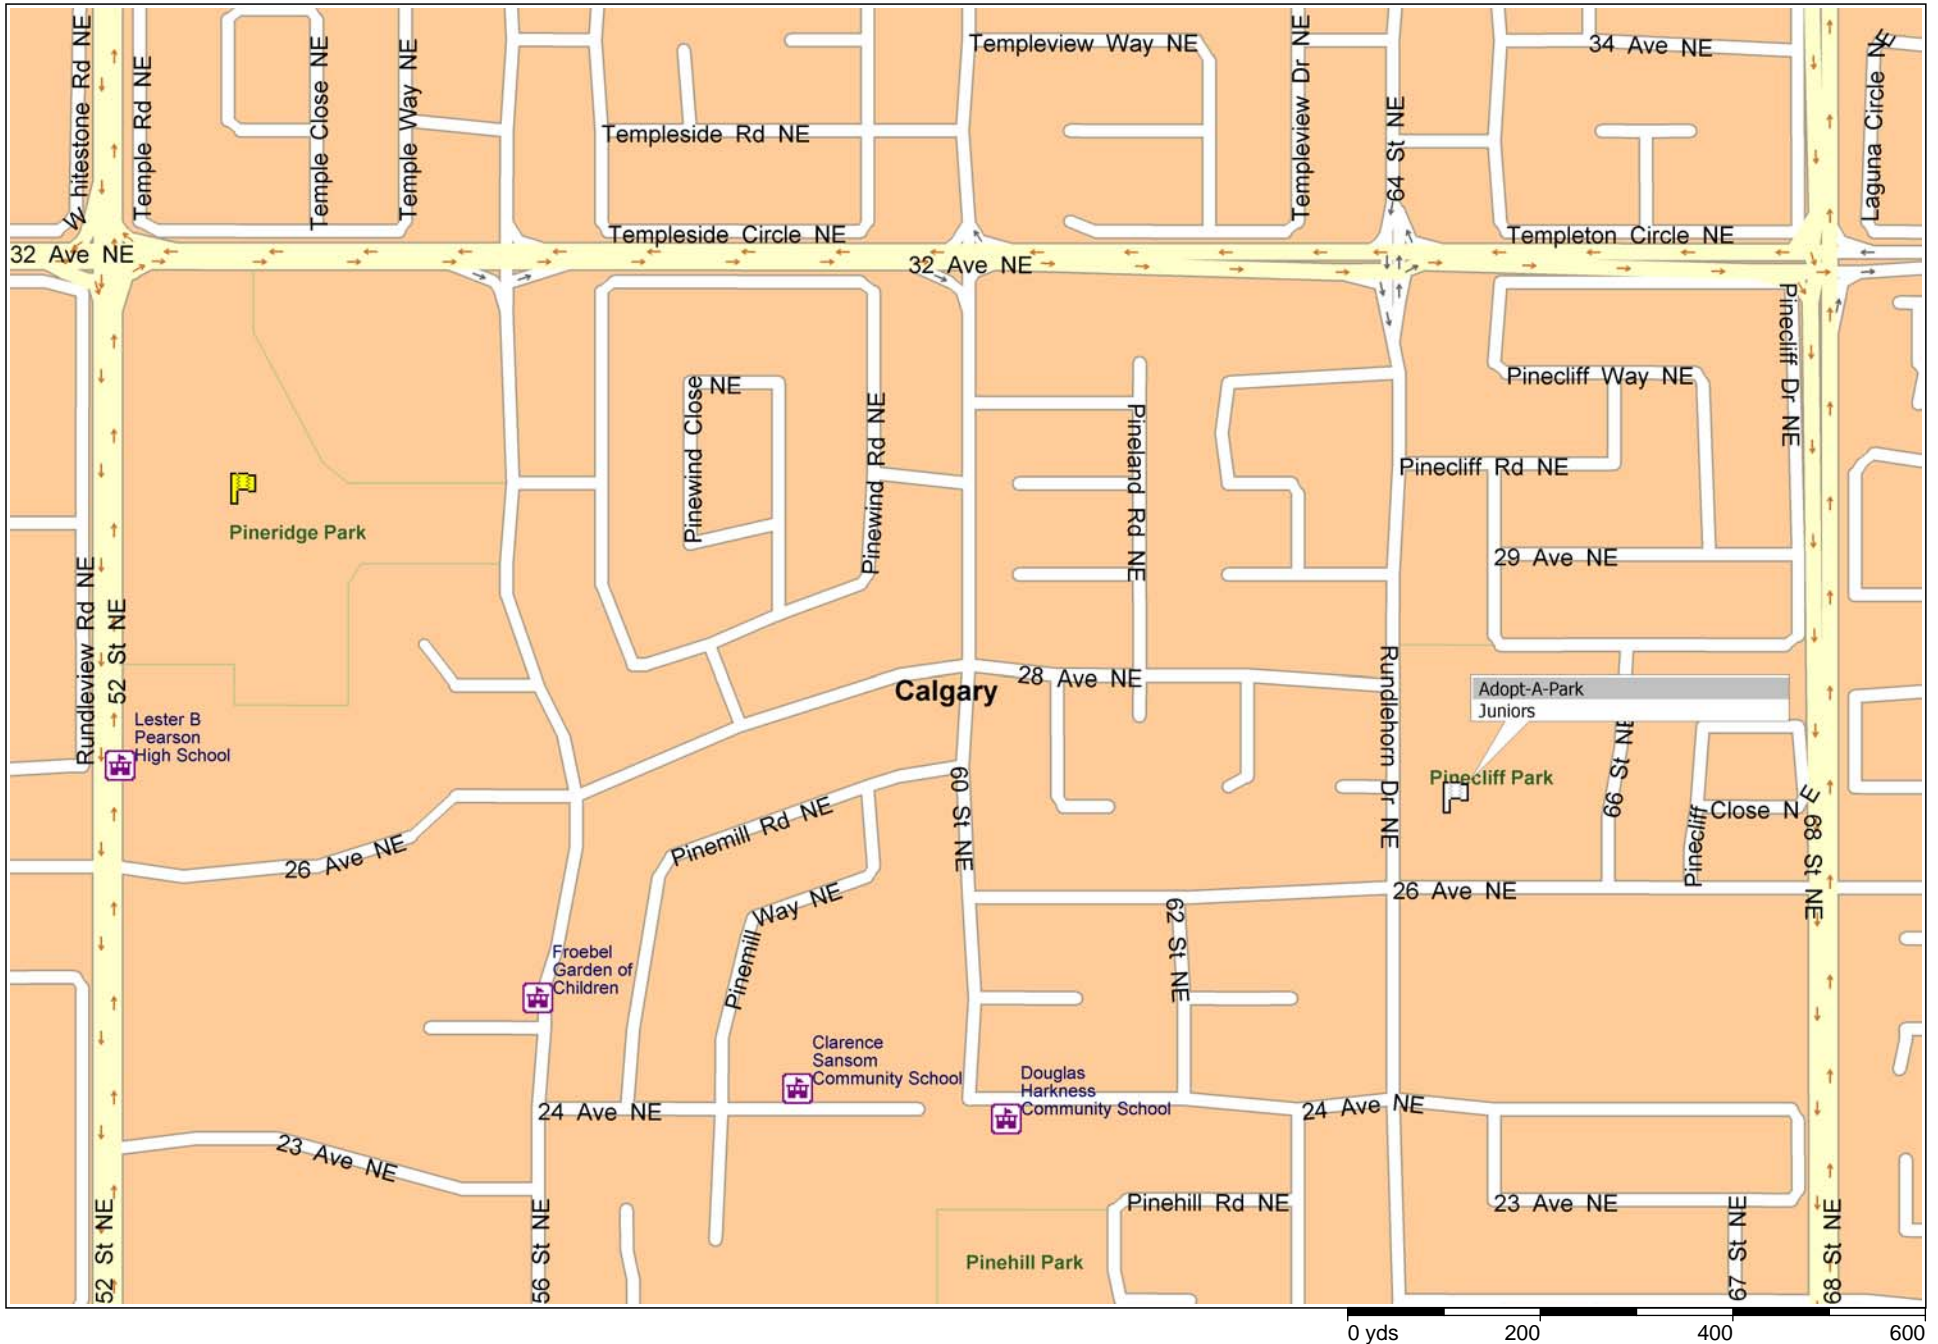 W hitestone Rd NE
Temple Rd NE
Temple Close NE
Temple Way NE
Templeview Way NE
Templeview Dr NE
34 Ave NE
64 St NE
Laguna Circle NE
E
Templeside Rd NE
Templeside Circle NE
Templeton Circle NE
32 Ave NE
32 Ave NE
Pinecliff Dr NE
Pinecliff Way NE
Pinewind Close
NE
Pinewind Rd NE
Pineland Rd NE
Pinecliff Rd NE
Pineridge Park
29 Ave NE
Rundleview Rd NE
52 St NE
28 Ave NE
Calgary
Rundlehorn Dr NE
Adopt-A-Park
Juniors
Lester B
Pearson
High School
66 St NE
Pinecliff Park
Pinecliff
Close N E
60 St NE
Pinemill Rd NE
68 St NE
26 Ave NE
26 Ave NE
Pinemill
Way NE
62 St NE
Froebel
Garden of
Children
Clarence
Sansom
Community School
Douglas
Harkness
Community School
24 Ave NE
24 Ave NE
23 Ave NE
Pinehill Rd NE
23 Ave NE
52 St NE
56 St NE
Pinehill Park
67 St NE
68 St NE
0 yds
200
400
600